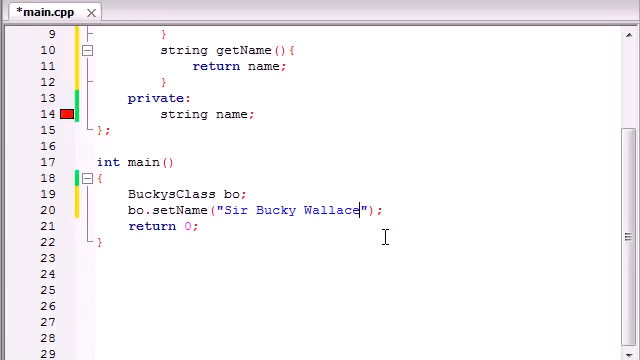 *main.cpp
9 }
10 string getName(){
11 return name;
12 }
13 private:
14 string name;
15 };
16
17 int main()
18 {
19 BuckysClass bo;
20 bo.setName("Sir Bucky Wallace");
21 return 0;
22 }
23
24
25
26
27
28
29